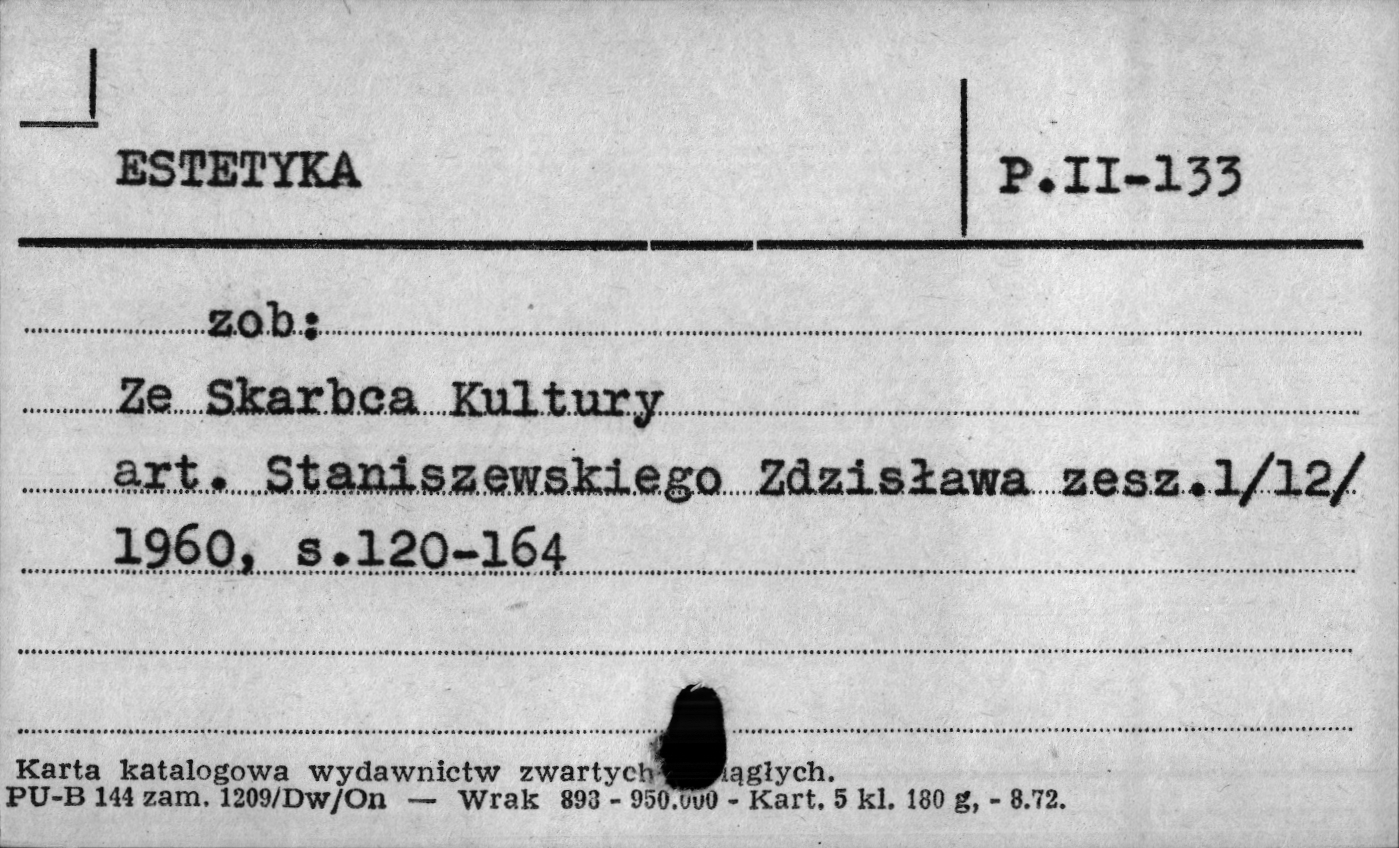 ESTETYKA
P.II-133
zob:
Ze Skarbca Kultury
art. Staniszewskiego Zdzisława zesz.1/12/
1960, s.120-164
Karta katalogowa wydawnictw zwartych
PU-B 144 zam. 1209/Dw/On — Wrak 893 - 950.000 - Kart. 5 kl. 180 g, - 8.72.